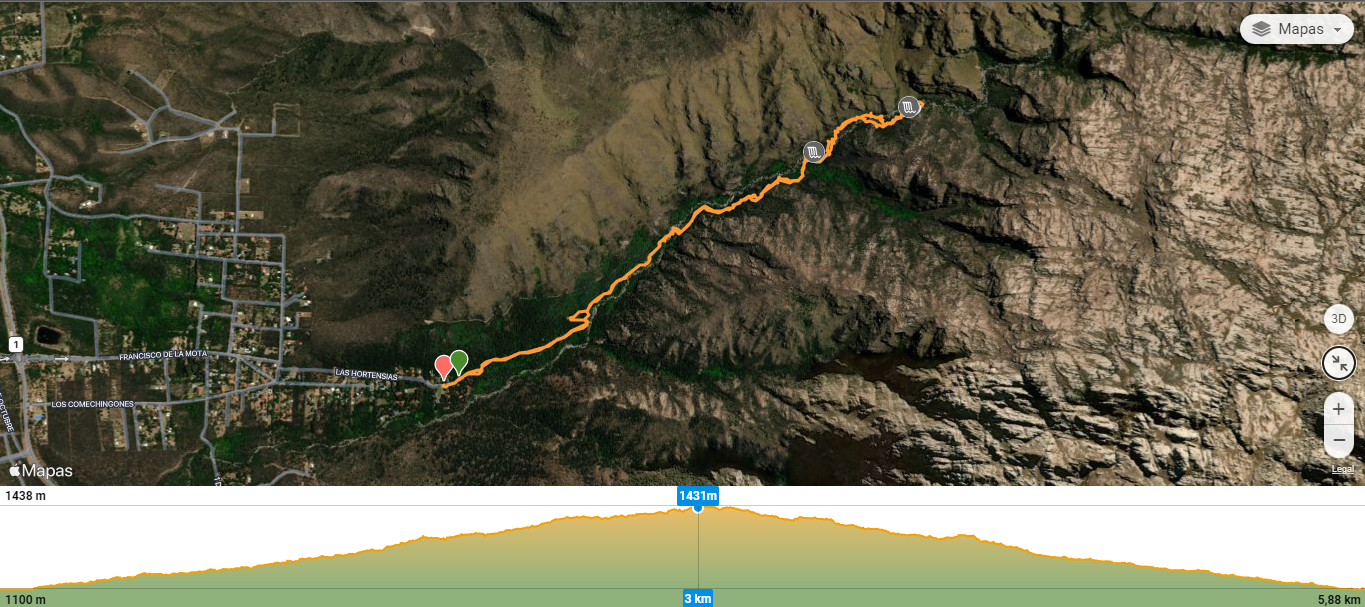 Mapas
1
FRANCISCO DE LA MOTA
LAS HORTENSIAS
LOS COMECHINGONES
OCTUBRE
3D
+
−
Mapas
Legal
1438 m
1431m
1100 m
3 km
5,88 km